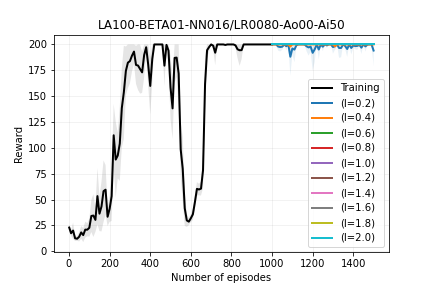 LA100-BETA01-NN016/LR0080-Ao00-Ai50
200
175
150
125
100
75
50
25
0
Reward
0
200
400
600
800
1000
1200
1400
Number of episodes
Training
(l=0.2)
(l=0.4)
(l=0.6)
(l=0.8)
(l=1.0)
(l=1.2)
(l=1.4)
(l=1.6)
(l=1.8)
(l=2.0)